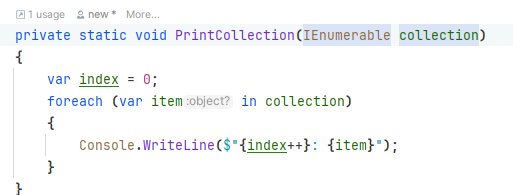 1 usage new * More...
private static void PrintCollection(IEnumerable collection)
{
    var index = 0;
    foreach (var item :object? in collection)
    {
        Console.WriteLine($"{index++}: {item}");
    }
}